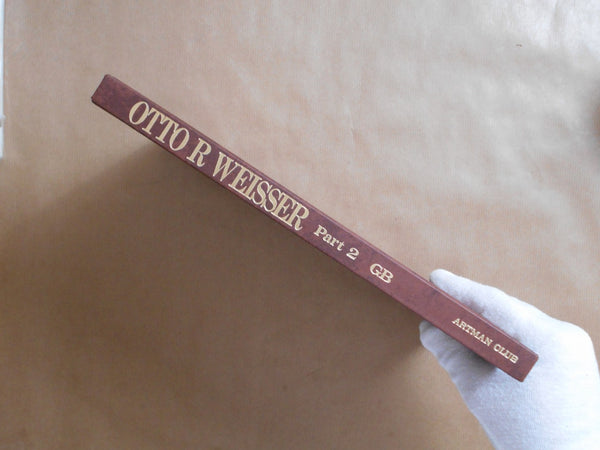 OTTO R WEISSER Part 2 GB ARTMAN CLUB